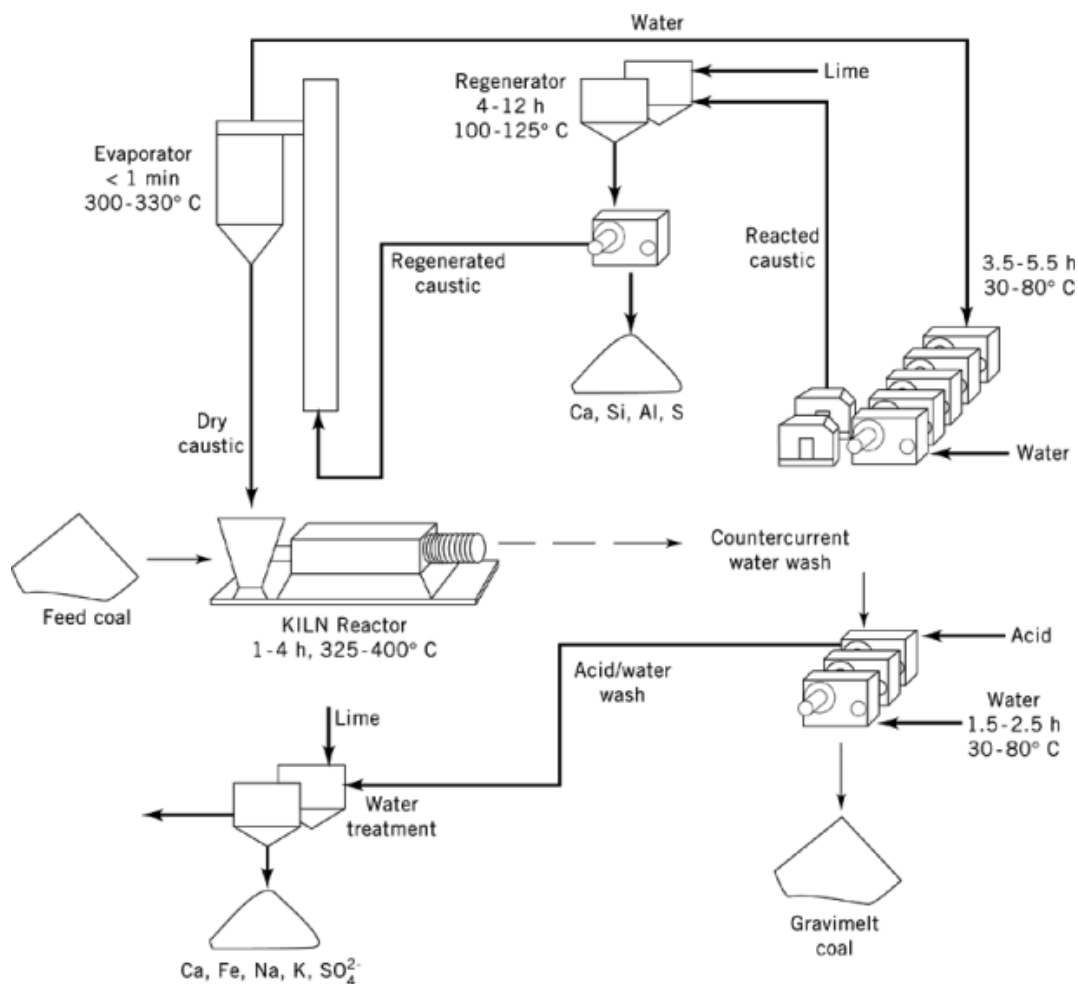 Water
Regenerator
4-12 h
100-125° C
Lime
Evaporator
< 1 min
300-330° C
Regenerated
caustic
Reacted
caustic
3.5-5.5 h
30-80° C
Ca, Si, Al, S
Dry
caustic
Water
Feed coal
KILN Reactor
1-4 h, 325-400° C
Countercurrent
water wash
Acid
Acid/water
wash
Water
1.5-2.5 h
30-80° C
Lime
Water
treatment
Gravimelt
coal
Ca, Fe, Na, K, SO₄²⁻